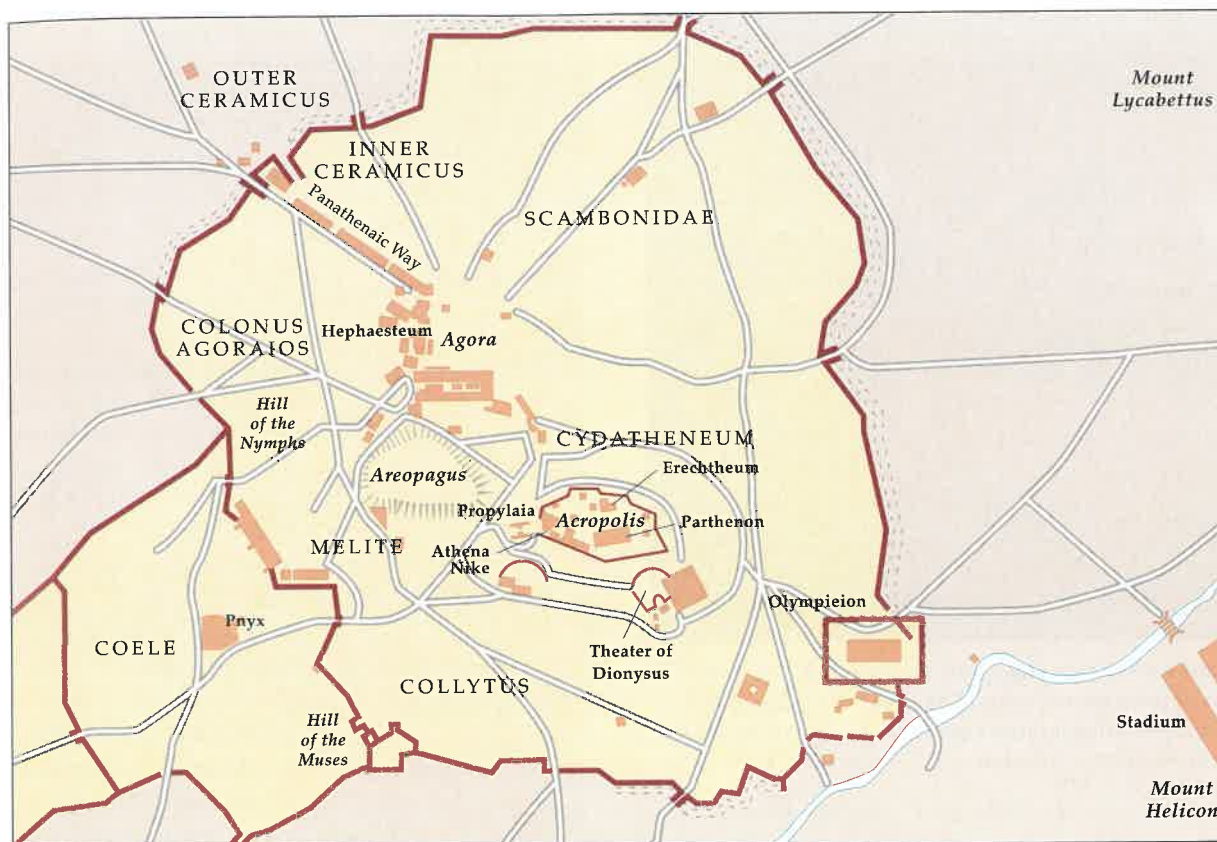 OUTER
CERAMICUS
Mount
Lycabettus
INNER
CERAMICUS
Panathenaic Way
SCAMBONIDAE
COLONUS
AGORAIOS
Hephaesteum
Agora
Hill
of the
Nymphs
CYDATHENEUM
Areopagus
Erechtheum
Propylaia
Acropolis
Parthenon
MELITE
Athena
Nike
Olympieion
Pnyx
COELE
Theater of
Dionysus
COLLYTUS
Hill
of the
Muses
Stadium
Mount
Helicon